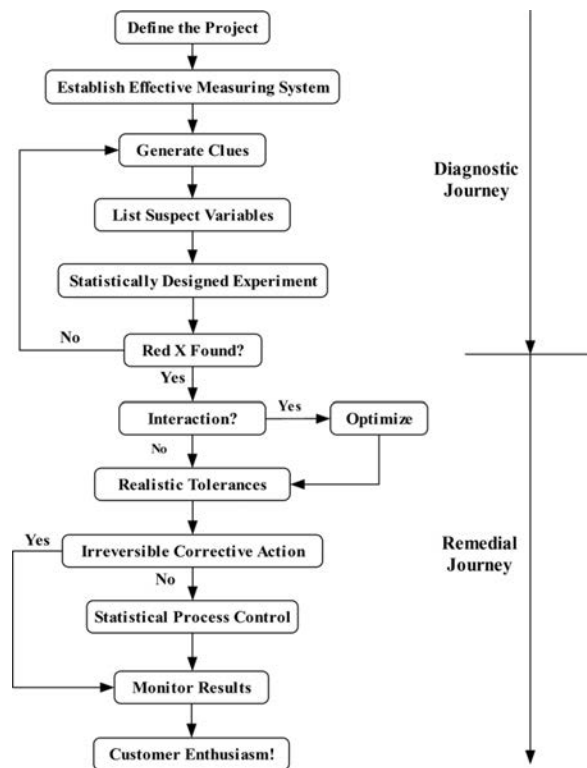 Define the Project
Establish Effective Measuring System
Generate Clues
Diagnostic
Journey
List Suspect Variables
Statistically Designed Experiment
No
Red X Found?
Yes
Interaction?
Yes
Optimize
No
Realistic Tolerances
Yes
Irreversible Corrective Action
Remedial
Journey
No
Statistical Process Control
Monitor Results
Customer Enthusiasm!